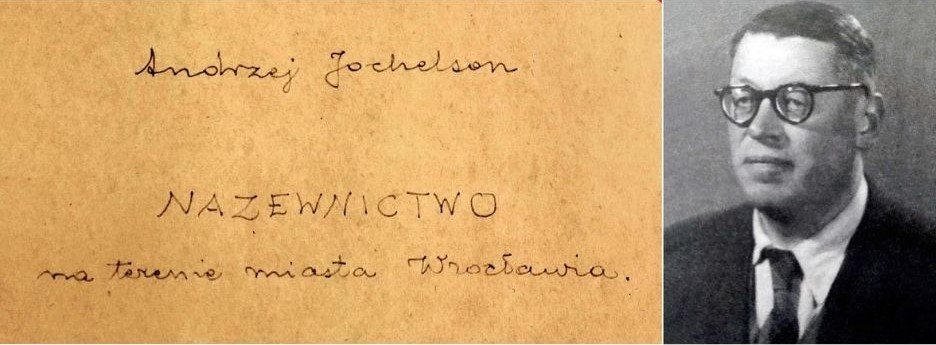 Andrzej Jochelson
NAZEWNICTWO
na terenie miasta Wrocławia.